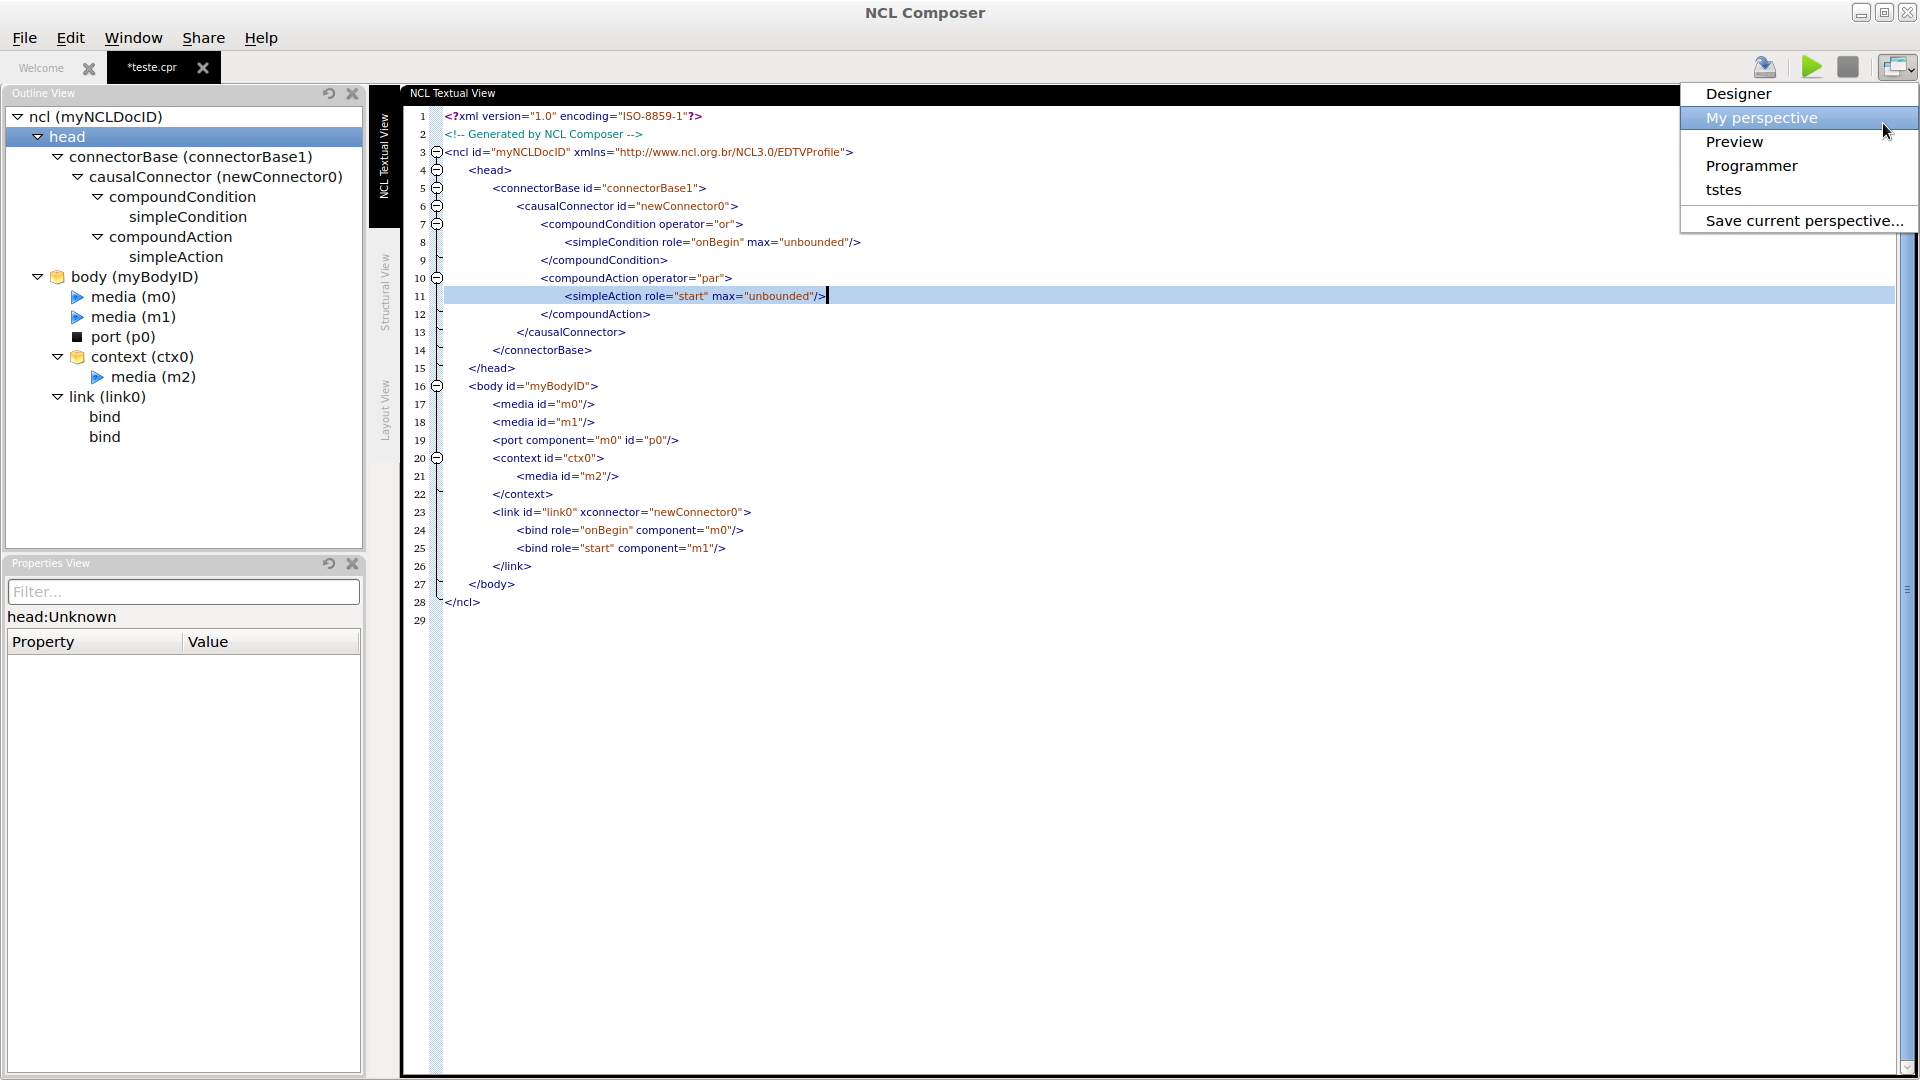 NCL Composer
File Edit Window Share Help
Welcome
*teste.cpr
Outline View
ncl (myNCLDocID)
head
connectorBase (connectorBase1)
causalConnector (newConnector0)
compoundCondition
simpleCondition
compoundAction
simpleAction
body (myBodyID)
media (m0)
media (m1)
port (p0)
context (ctx0)
media (m2)
link (link0)
bind
bind
Properties View
Filter...
head:Unknown
Property Value
NCL Textual View
Structural View
Layout View
NCL Textual View
1 <?xml version="1.0" encoding="ISO-8859-1"?>
2 <!-- Generated by NCL Composer -->
3 <ncl id="myNCLDocID" xmlns="http://www.ncl.org.br/NCL3.0/EDTVProfile">
4 <head>
5 <connectorBase id="connectorBase1">
6 <causalConnector id="newConnector0">
7 <compoundCondition operator="or">
8 <simpleCondition role="onBegin" max="unbounded"/>
9 </compoundCondition>
10 <compoundAction operator="par">
11 <simpleAction role="start" max="unbounded"/>
12 </compoundAction>
13 </causalConnector>
14 </connectorBase>
15 </head>
16 <body id="myBodyID">
17 <media id="m0"/>
18 <media id="m1"/>
19 <port component="m0" id="p0"/>
20 <context id="ctx0">
21 <media id="m2"/>
22 </context>
23 <link id="link0" xconnector="newConnector0">
24 <bind role="onBegin" component="m0"/>
25 <bind role="start" component="m1"/>
26 </link>
27 </body>
28 </ncl>
29
Designer
My perspective
Preview
Programmer
tstes
Save current perspective...